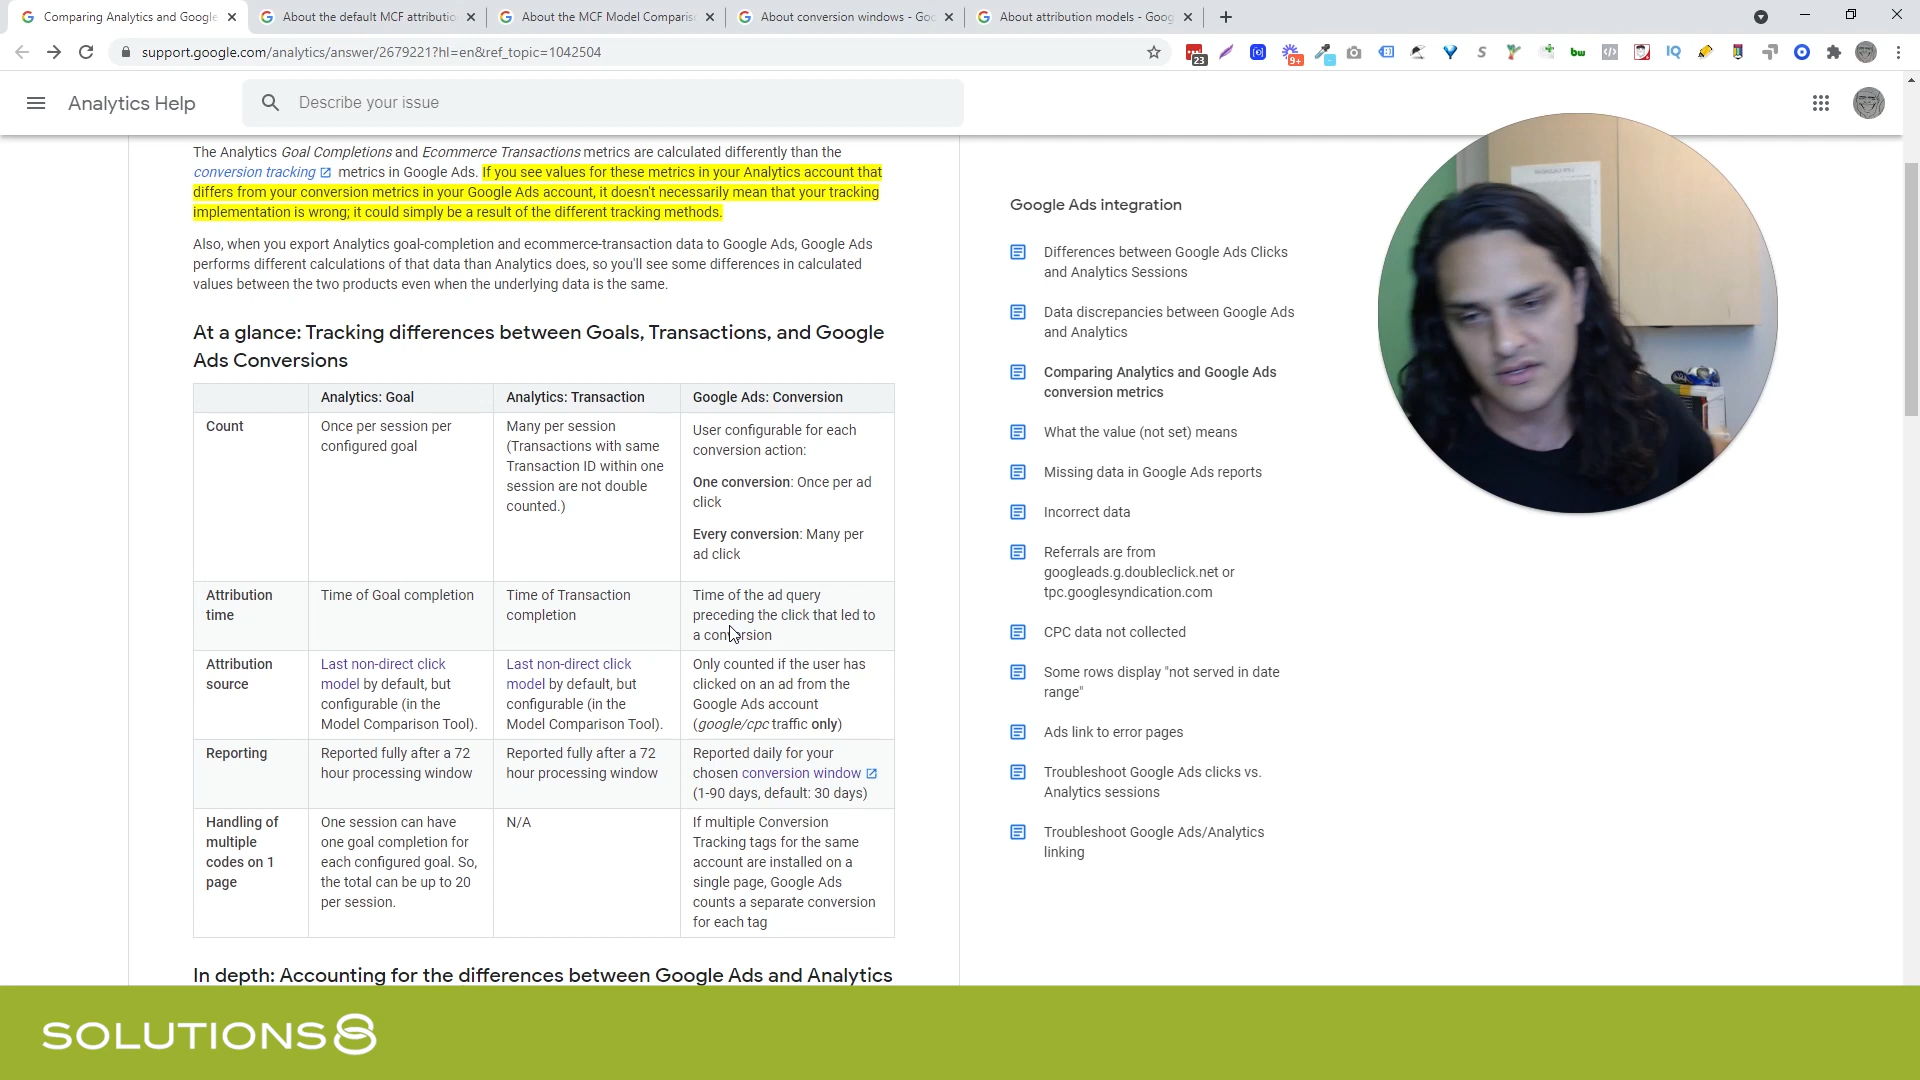 Comparing Analytics and Google
About the default MCF attributio
About the MCF Model Comparis
About conversion windows - Goo
About attribution models - Goog
support.google.com/analytics/answer/2679221?hl=en&ref_topic=1042504
23
9+
S
bw
IQ
Analytics Help
Describe your issue
The Analytics Goal Completions and Ecommerce Transactions metrics are calculated differently than the
conversion tracking metrics in Google Ads. If you see values for these metrics in your Analytics account that
differs from your conversion metrics in your Google Ads account, it doesn't necessarily mean that your tracking
implementation is wrong; it could simply be a result of the different tracking methods.
Also, when you export Analytics goal-completion and ecommerce-transaction data to Google Ads, Google Ads
performs different calculations of that data than Analytics does, so you'll see some differences in calculated
values between the two products even when the underlying data is the same.
At a glance: Tracking differences between Goals, Transactions, and Google
Ads Conversions
Analytics: Goal
Analytics: Transaction
Google Ads: Conversion
Count
Once per session per
configured goal
Many per session
(Transactions with same
Transaction ID within one
session are not double
counted.)
User configurable for each
conversion action:
One conversion: Once per ad
click
Every conversion: Many per
ad click
Attribution
time
Time of Goal completion
Time of Transaction
completion
Time of the ad query
preceding the click that led to
a conversion
Attribution
source
Last non-direct click
model by default, but
configurable (in the
Model Comparison Tool).
Last non-direct click
model by default, but
configurable (in the
Model Comparison Tool).
Only counted if the user has
clicked on an ad from the
Google Ads account
(google/cpc traffic only)
Reporting
Reported fully after a 72
hour processing window
Reported fully after a 72
hour processing window
Reported daily for your
chosen conversion window
(1-90 days, default: 30 days)
Handling of
multiple
codes on 1
page
One session can have
one goal completion for
each configured goal. So,
the total can be up to 20
per session.
N/A
If multiple Conversion
Tracking tags for the same
account are installed on a
single page, Google Ads
counts a separate conversion
for each tag
In depth: Accounting for the differences between Google Ads and Analytics
Google Ads integration
Differences between Google Ads Clicks
and Analytics Sessions
Data discrepancies between Google Ads
and Analytics
Comparing Analytics and Google Ads
conversion metrics
What the value (not set) means
Missing data in Google Ads reports
Incorrect data
Referrals are from
googleads.g.doubleclick.net or
tpc.googlesyndication.com
CPC data not collected
Some rows display "not served in date
range"
Ads link to error pages
Troubleshoot Google Ads clicks vs.
Analytics sessions
Troubleshoot Google Ads/Analytics
linking
SOLUTIONS8